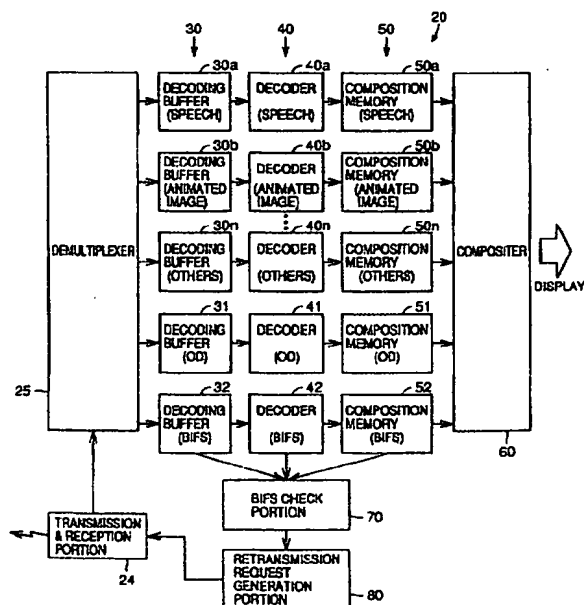 30
40
50
20
30a
40a
50a
DECODING
BUFFER
(SPEECH)
DECODER
(SPEECH)
COMPOSITION
MEMORY
(SPEECH)
30b
40b
50b
DECODING
BUFFER
(ANIMATED
IMAGE)
DECODER
(ANIMATED
IMAGE)
COMPOSITION
MEMORY
(ANIMATED
IMAGE)
DEMULTIPLEXER
30n
40n
50n
DECODING
BUFFER
(OTHERS)
DECODER
(OTHERS)
COMPOSITION
MEMORY
(OTHERS)
COMPOSITER
DISPLAY
31
41
51
DECODING
BUFFER
(OD)
DECODER
(OD)
COMPOSITION
MEMORY
(OD)
25
32
42
52
DECODING
BUFFER
(BIFS)
DECODER
(BIFS)
COMPOSITION
MEMORY
(BIFS)
60
BIFS CHECK
PORTION
70
TRANSMISSION
& RECEPTION
PORTION
24
RETRANSMISSION
REQUEST
GENERATION
PORTION
80